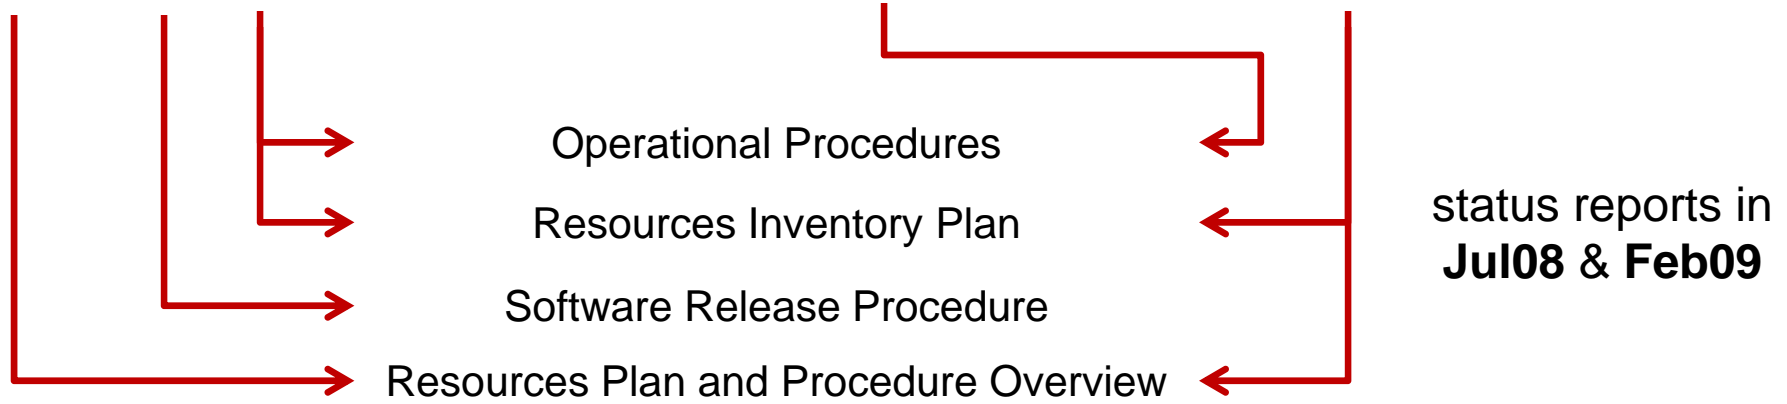 Operational Procedures
Resources Inventory Plan
Software Release Procedure
Resources Plan and Procedure Overview
status reports in
Jul08 & Feb09